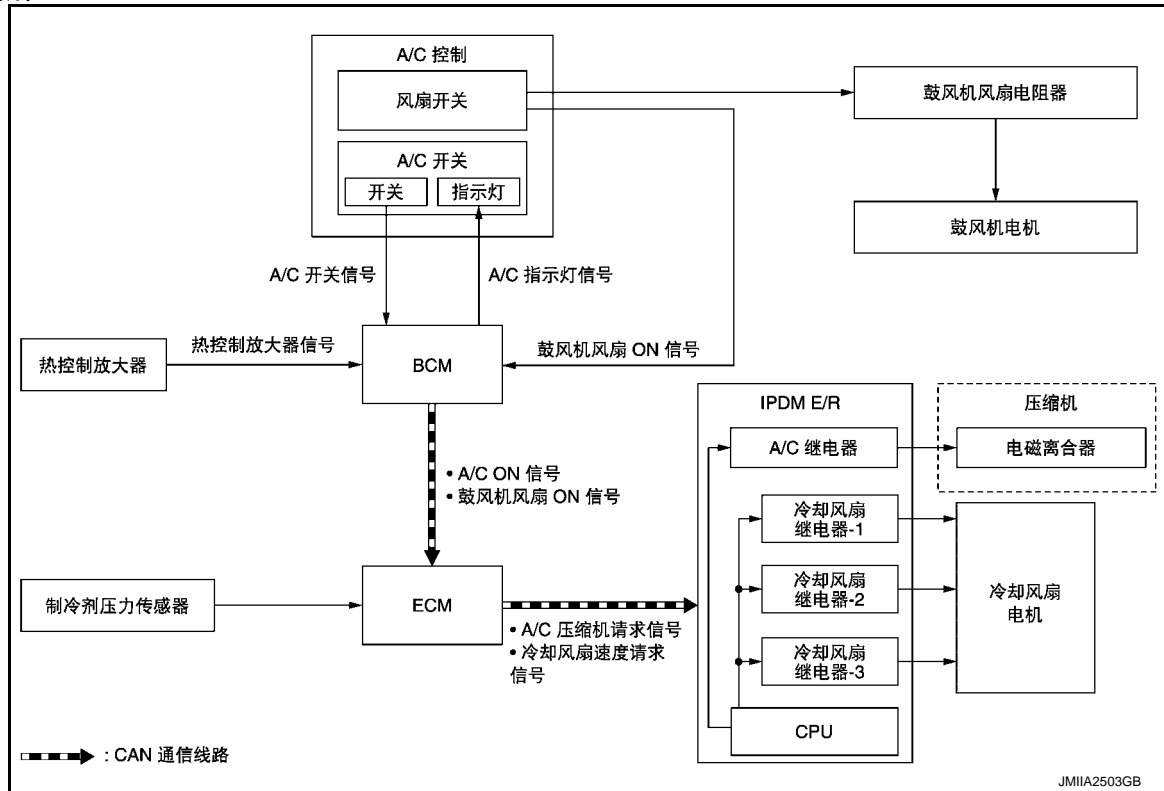 A/C 控制
风扇开关
A/C 开关
开关
指示灯
鼓风机风扇电阻器
鼓风机电机
A/C 开关信号
A/C 指示灯信号
热控制放大器
热控制放大器信号
BCM
鼓风机风扇 ON 信号
• A/C ON 信号
• 鼓风机风扇 ON 信号
IPDM E/R
A/C 继电器
压缩机
电磁离合器
冷却风扇
继电器-1
冷却风扇
继电器-2
冷却风扇
继电器-3
冷却风扇
电机
CPU
制冷剂压力传感器
ECM
• A/C 压缩机请求信号
• 冷却风扇速度请求
信号
: CAN 通信线路
JMIIA2503GB